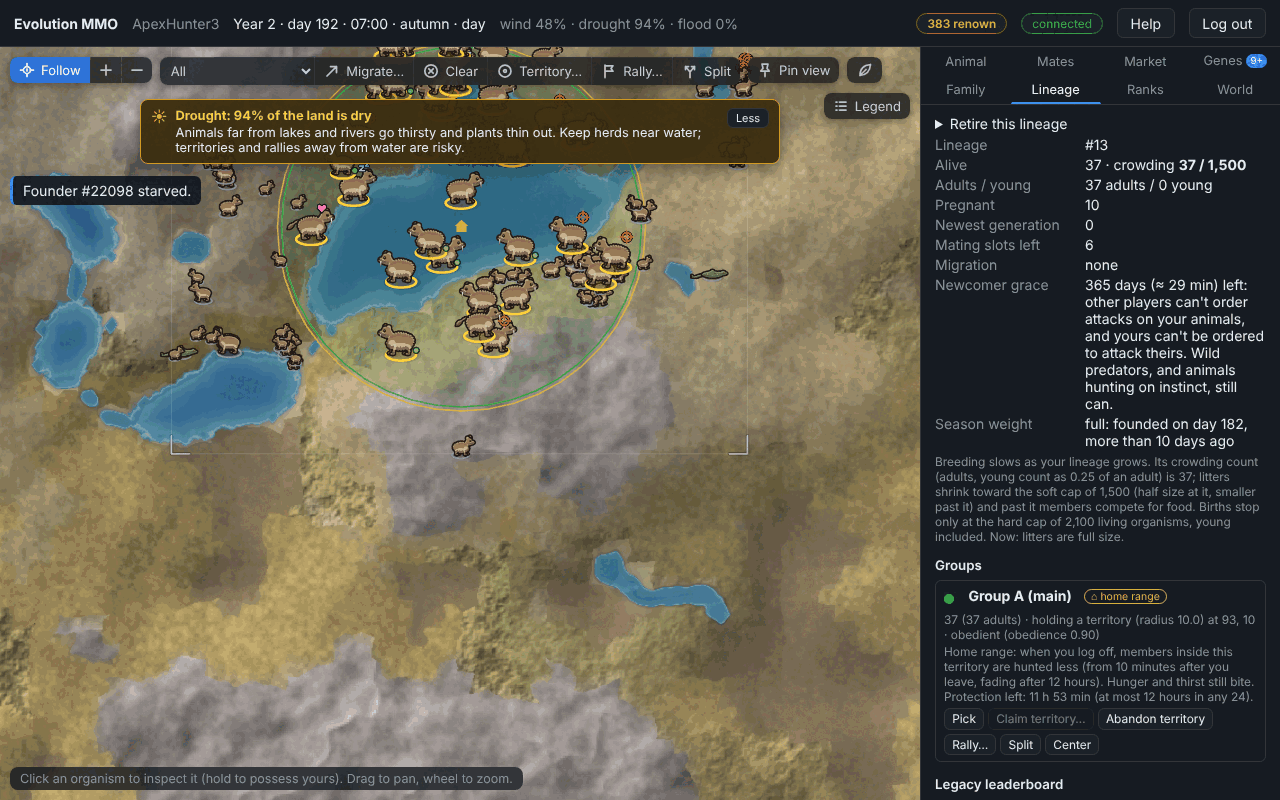 Evolution MMO ApexHunter3 Year 2 · day 192 · 07:00 · autumn · day wind 48% · drought 94% · flood 0% 383 renown connected Help Log out
Follow + − All Migrate... Clear Territory... Rally... Split Pin view
Legend
Drought: 94% of the land is dry
Less
Animals far from lakes and rivers go thirsty and plants thin out. Keep herds near water;
territories and rallies away from water are risky.
Founder #22098 starved.
Click an organism to inspect it (hold to possess yours). Drag to pan, wheel to zoom.
Animal Mates Market Genes 9+
Family Lineage Ranks World
Retire this lineage
Lineage #13
Alive 37 · crowding 37 / 1,500
Adults / young 37 adults / 0 young
Pregnant 10
Newest generation 0
Mating slots left 6
Migration none
Newcomer grace 365 days (≈ 29 min) left:
other players can't order
attacks on your animals,
and yours can't be ordered
to attack theirs. Wild
predators, and animals
hunting on instinct, still
can.
Season weight full: founded on day 182,
more than 10 days ago
Breeding slows as your lineage grows. Its crowding count
(adults, young count as 0.25 of an adult) is 37; litters
shrink toward the soft cap of 1,500 (half size at it, smaller
past it) and past it members compete for food. Births stop
only at the hard cap of 2,100 living organisms, young
included. Now: litters are full size.
Groups
Group A (main) ⌂ home range
37 (37 adults) · holding a territory (radius 10.0) at 93, 10
· obedient (obedience 0.90)
Home range: when you log off, members inside this
territory are hunted less (from 10 minutes after you
leave, fading after 12 hours). Hunger and thirst still bite.
Protection left: 11 h 53 min (at most 12 hours in any 24).
Pick Claim territory... Abandon territory
Rally... Split Center
Legacy leaderboard